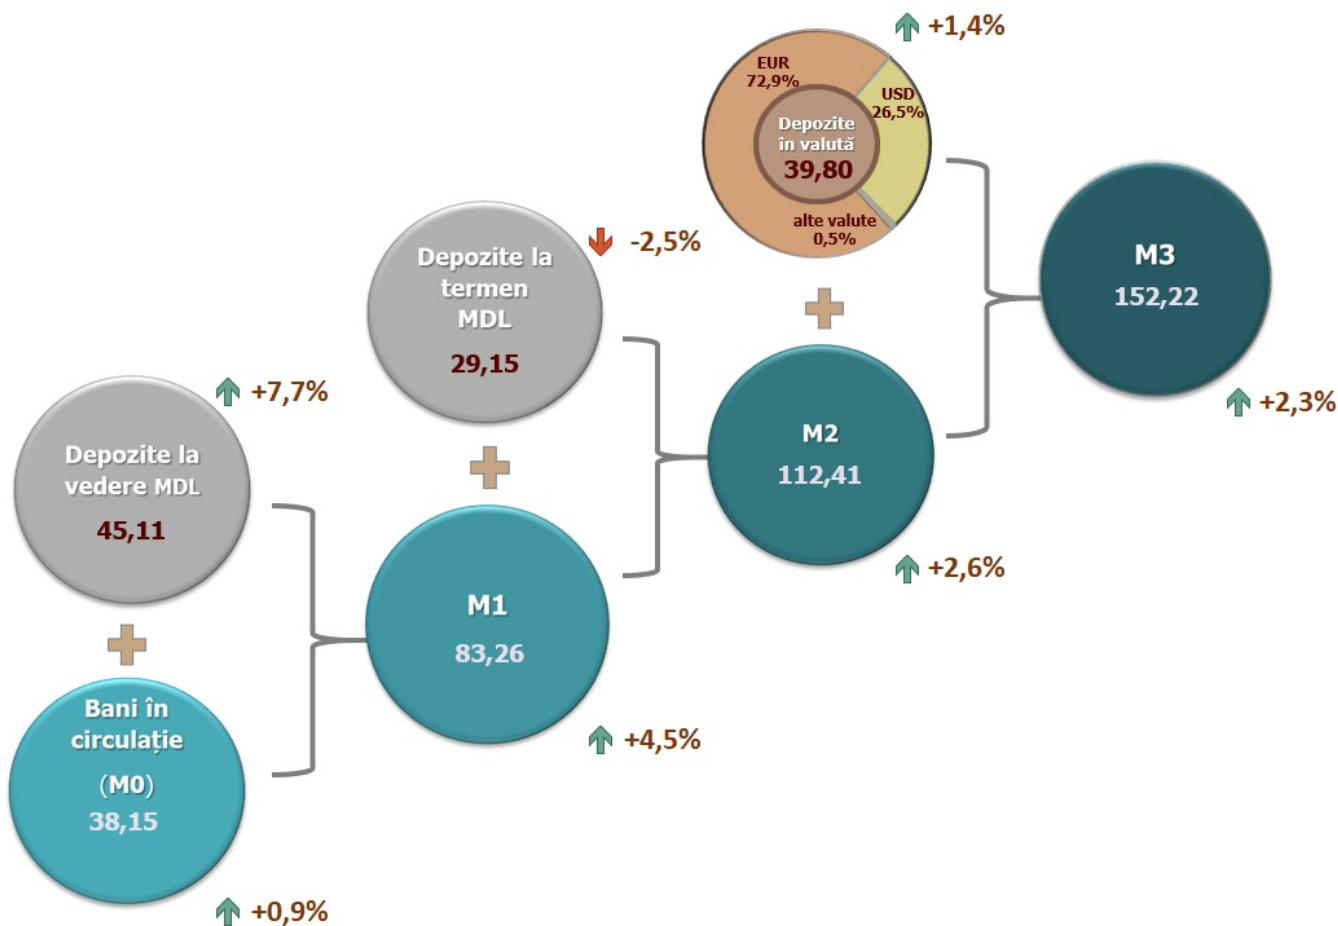 +1,4%
EUR
72,9%
USD
26,5%
Depozite
în valută
39,80
alte valute
0,5%
Depozite la
termen
MDL
29,15
-2,5%
M3
152,22
+2,3%
Depozite la
vedere MDL
45,11
+7,7%
M2
112,41
+2,6%
M1
83,26
+4,5%
Bani în
circulație
(M0)
38,15
+0,9%